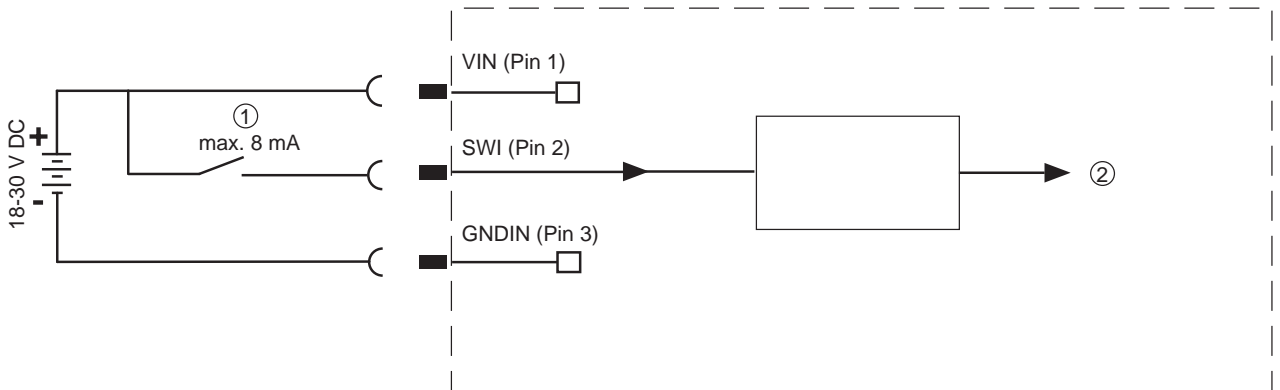 VIN (Pin 1)
①
max. 8 mA
SWI (Pin 2)
+
18-30 V DC
-
②
GNDIN (Pin 3)